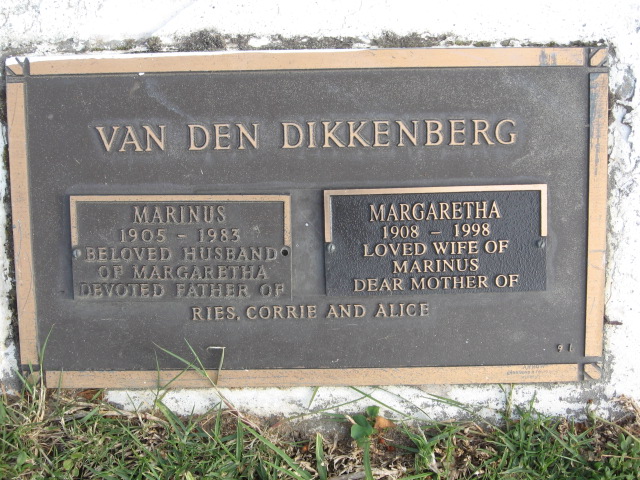 VAN DEN DIKKENBERG
MARINUS
1905 - 1983
BELOVED HUSBAND
OF MARGARETHA
DEVOTED FATHER OF
MARGARETHA
1908 - 1998
LOVED WIFE OF
MARINUS
DEAR MOTHER OF
RIES, CORRIE AND ALICE
91